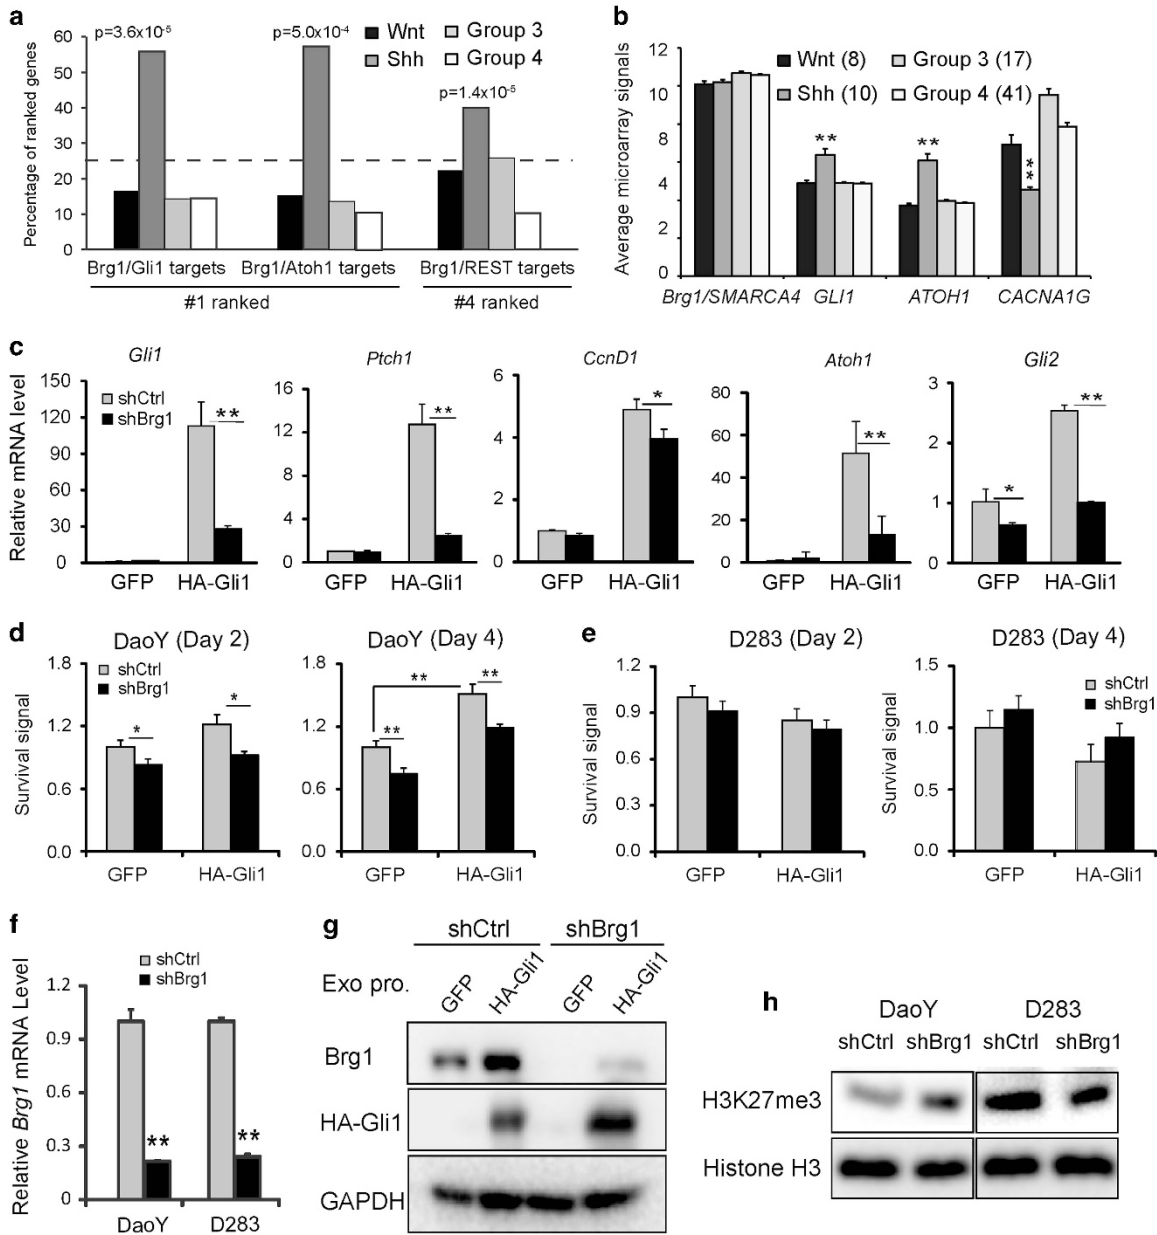 a
p=3.6x10-5
p=5.0x10-4
p=1.4x10-5
Wnt
Shh
Group 3
Group 4
Percentage of ranked genes
60
50
40
30
20
10
0
Brg1/Gli1 targets
Brg1/Atoh1 targets
Brg1/REST targets
#1 ranked
#4 ranked
b
Average microarray signals
12
10
8
6
4
2
0
Wnt (8)
Shh (10)
Group 3 (17)
Group 4 (41)
**
**
**
Brg1/SMARCA4
GLI1
ATOH1
CACNA1G
c
Relative mRNA level
Gli1
150
120
90
60
30
0
shCtrl
shBrg1
**
GFP
HA-Gli1
Ptch1
16
12
8
4
0
**
GFP
HA-Gli1
CcnD1
6
4
2
0
*
GFP
HA-Gli1
Atoh1
80
60
40
20
0
**
GFP
HA-Gli1
Gli2
3
2
1
0
*
**
GFP
HA-Gli1
d
DaoY (Day 2)
Survival signal
1.8
1.2
0.6
0.0
shCtrl
shBrg1
*
*
GFP
HA-Gli1
DaoY (Day 4)
1.8
1.2
0.6
0.0
**
**
**
GFP
HA-Gli1
e
D283 (Day 2)
Survival signal
1.2
0.9
0.6
0.3
0.0
GFP
HA-Gli1
D283 (Day 4)
Survival signal
1.5
1.0
0.5
0.0
shCtrl
shBrg1
GFP
HA-Gli1
f
Relative Brg1 mRNA Level
1.2
0.9
0.6
0.3
0
shCtrl
shBrg1
**
**
DaoY
D283
g
shCtrl
shBrg1
Exo pro.
GFP
HA-Gli1
GFP
HA-Gli1
Brg1
HA-Gli1
GAPDH
h
DaoY
D283
shCtrl
shBrg1
shCtrl
shBrg1
H3K27me3
Histone H3